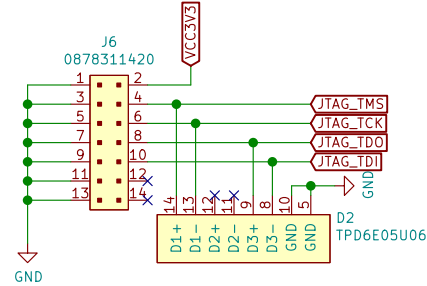 VCC3V3
J6
0878311420
1 2
3 4 JTAG_TMS
5 6 JTAG_TCK
7 8 JTAG_TDO
9 10 JTAG_TDI
11 12
13 14
GND
14 13 12 11 9 8 10 5
D1+ D1- D2+ D2- D3+ D3- GND GND
D2
TPD6E05U06
GND